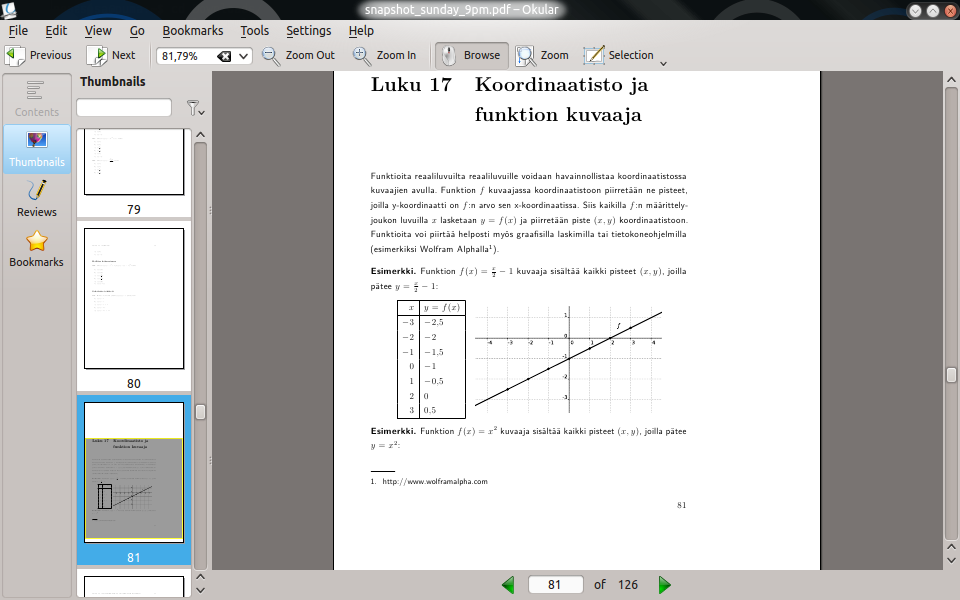 snapshot_sunday_9pm.pdf – Okular
File Edit View Go Bookmarks Tools Settings Help
Previous Next 81,79% Zoom Out Zoom In Browse Zoom Selection
Contents
Thumbnails
Reviews
Bookmarks
Thumbnails
79
80
81
Luku 17 Koordinaatisto ja
funktion kuvaaja
Funktioita reaaliluvuilta reaaliluvuille voidaan havainnollistaa koordinaatistossa
kuvaajien avulla. Funktion f kuvaajassa koordinaatistoon piirretään ne pisteet,
joilla y-koordinaatti on f:n arvo sen x-koordinaatissa. Siis kaikilla f:n määrittely-
joukon luvuilla x lasketaan y = f(x) ja piirretään piste (x, y) koordinaatistoon.
Funktioita voi piirtää helposti myös graafisilla laskimilla tai tietokoneohjelmilla
(esimerkiksi Wolfram Alphalla¹).
Esimerkki. Funktion f(x) = x/2 − 1 kuvaaja sisältää kaikki pisteet (x, y), joilla
pätee y = x/2 − 1:
x y = f(x)
−3 −2,5
−2 −2
−1 −1,5
0 −1
1 −0,5
2 0
3 0,5
f
1
0
-4 -3 -2 -1 0 1 2 3 4
-1
-2
-3
Esimerkki. Funktion f(x) = x² kuvaaja sisältää kaikki pisteet (x, y), joilla pätee
y = x²:
1. http://www.wolframalpha.com
81
81 of 126